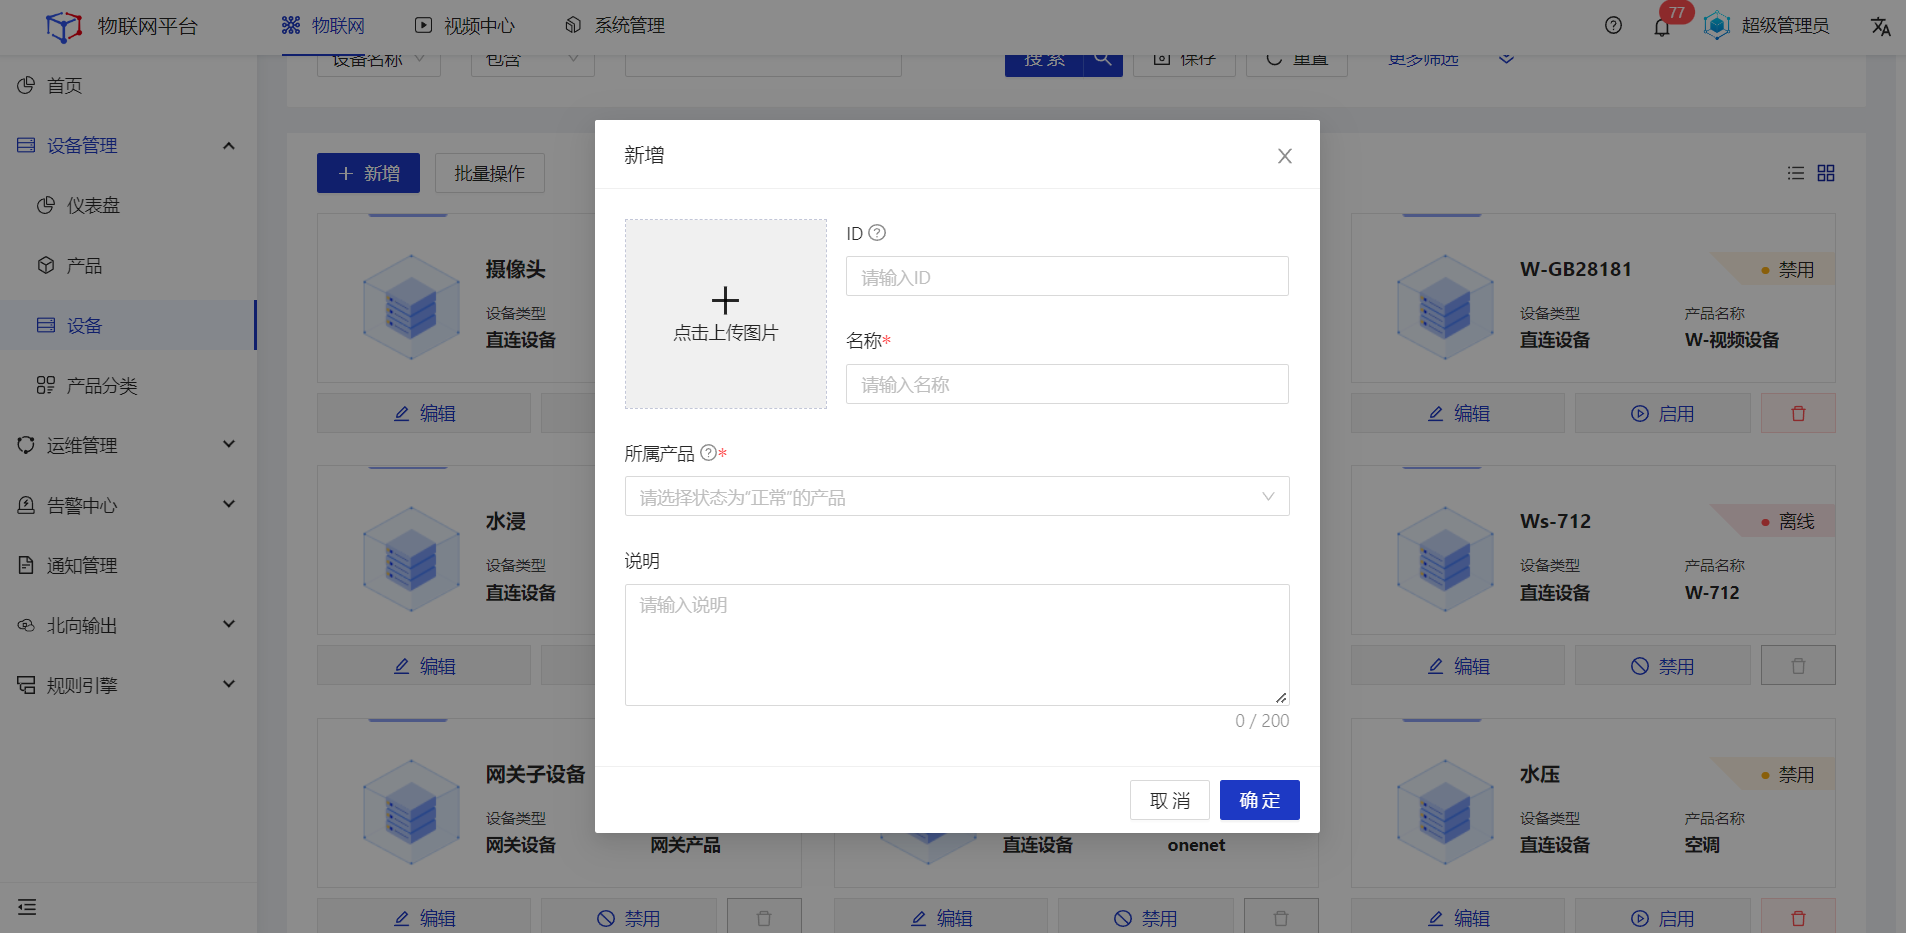 物联网平台
物联网
视频中心
系统管理
77
超级管理员
设备名称
包含
搜 索
保存
重置
更多筛选
首页
设备管理
仪表盘
产品
设备
产品分类
运维管理
告警中心
通知管理
北向输出
规则引擎
新增
批量操作
摄像头
设备类型
直连设备
编辑
W-GB28181
禁用
设备类型
产品名称
直连设备
W-视频设备
编辑
启用
水浸
设备类型
直连设备
编辑
Ws-712
离线
设备类型
产品名称
直连设备
W-712
编辑
禁用
网关子设备
设备类型
网关设备
网关产品
编辑
禁用
直连设备
onenet
编辑
禁用
水压
禁用
设备类型
产品名称
直连设备
空调
编辑
启用
新增
点击上传图片
ID
请输入ID
名称*
请输入名称
所属产品*
请选择状态为“正常”的产品
说明
请输入说明
0 / 200
取 消
确 定